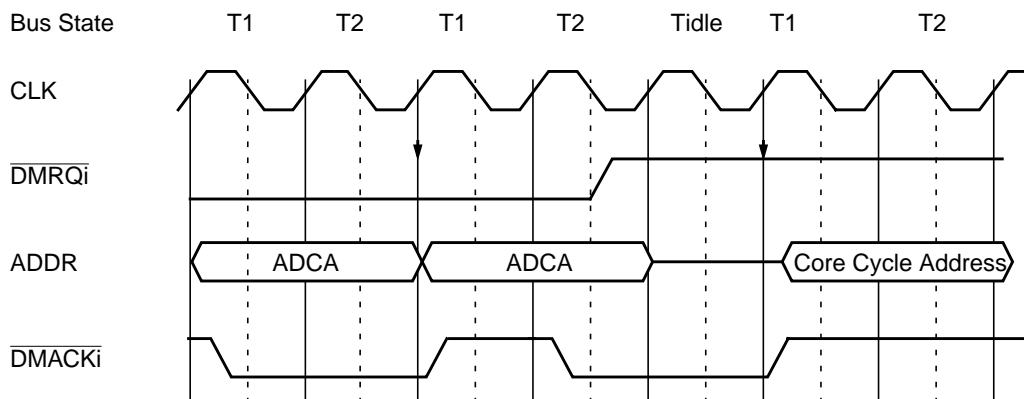 Bus State T1 T2 T1 T2 Tidle T1 T2
CLK
DMRQi
ADDR ADCA ADCA Core Cycle Address
DMACKi